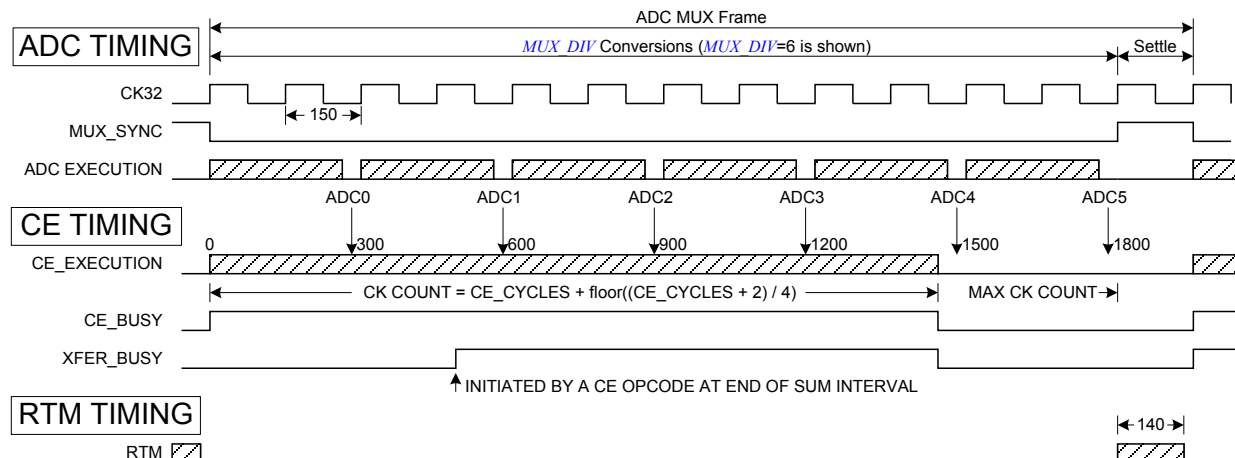 ADC MUX Frame
ADC TIMING
MUX_DIV Conversions (MUX_DIV=6 is shown)
Settle
CK32
150
MUX_SYNC
ADC EXECUTION
ADC0 ADC1 ADC2 ADC3 ADC4 ADC5
CE TIMING
0 300 600 900 1200 1500 1800
CE_EXECUTION
CK COUNT = CE_CYCLES + floor((CE_CYCLES + 2) / 4)
MAX CK COUNT
CE_BUSY
XFER_BUSY
INITIATED BY A CE OPCODE AT END OF SUM INTERVAL
RTM TIMING
140
RTM